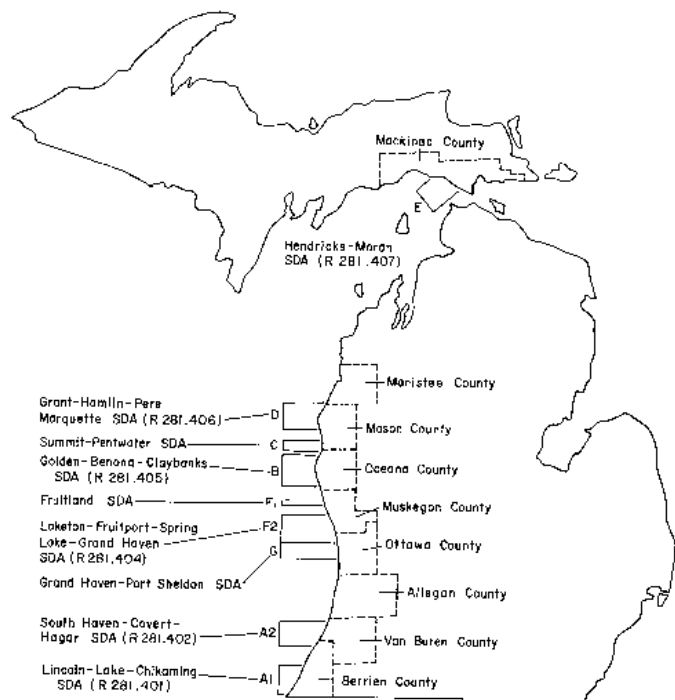 Mackinac County
E
Hendricks-Moran
SDA (R 281.407)
Manistee County
Grant-Hamlin-Pere
Marquette SDA (R 281.406)
D
Mason County
Summit-Pentwater SDA
C
Golden-Benona-Claybanks
SDA (R 281.405)
B
Oceana County
Fruitland SDA
F1
Muskegon County
Laketon-Fruitport-Spring
Lake-Grand Haven
SDA (R 281.404)
F2
Ottawa County
G
Grand Haven-Port Sheldon SDA
Allegan County
South Haven-Covert-
Hagar SDA (R 281.402)
A2
Van Buren County
Lincoln-Lake-Chikaming
SDA (R 281.401)
A1
Berrien County